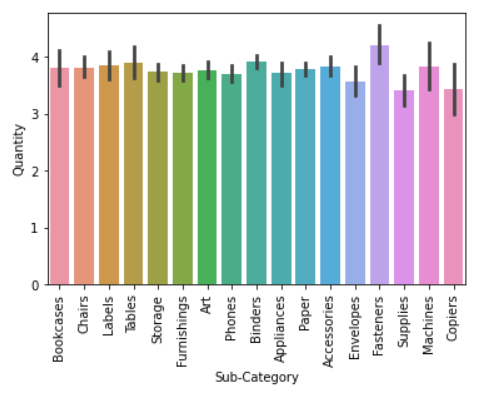 Quantity
4
3
2
1
0
Bookcases
Chairs
Labels
Tables
Storage
Furnishings
Art
Phones
Binders
Appliances
Paper
Accessories
Envelopes
Fasteners
Supplies
Machines
Copiers
Sub-Category